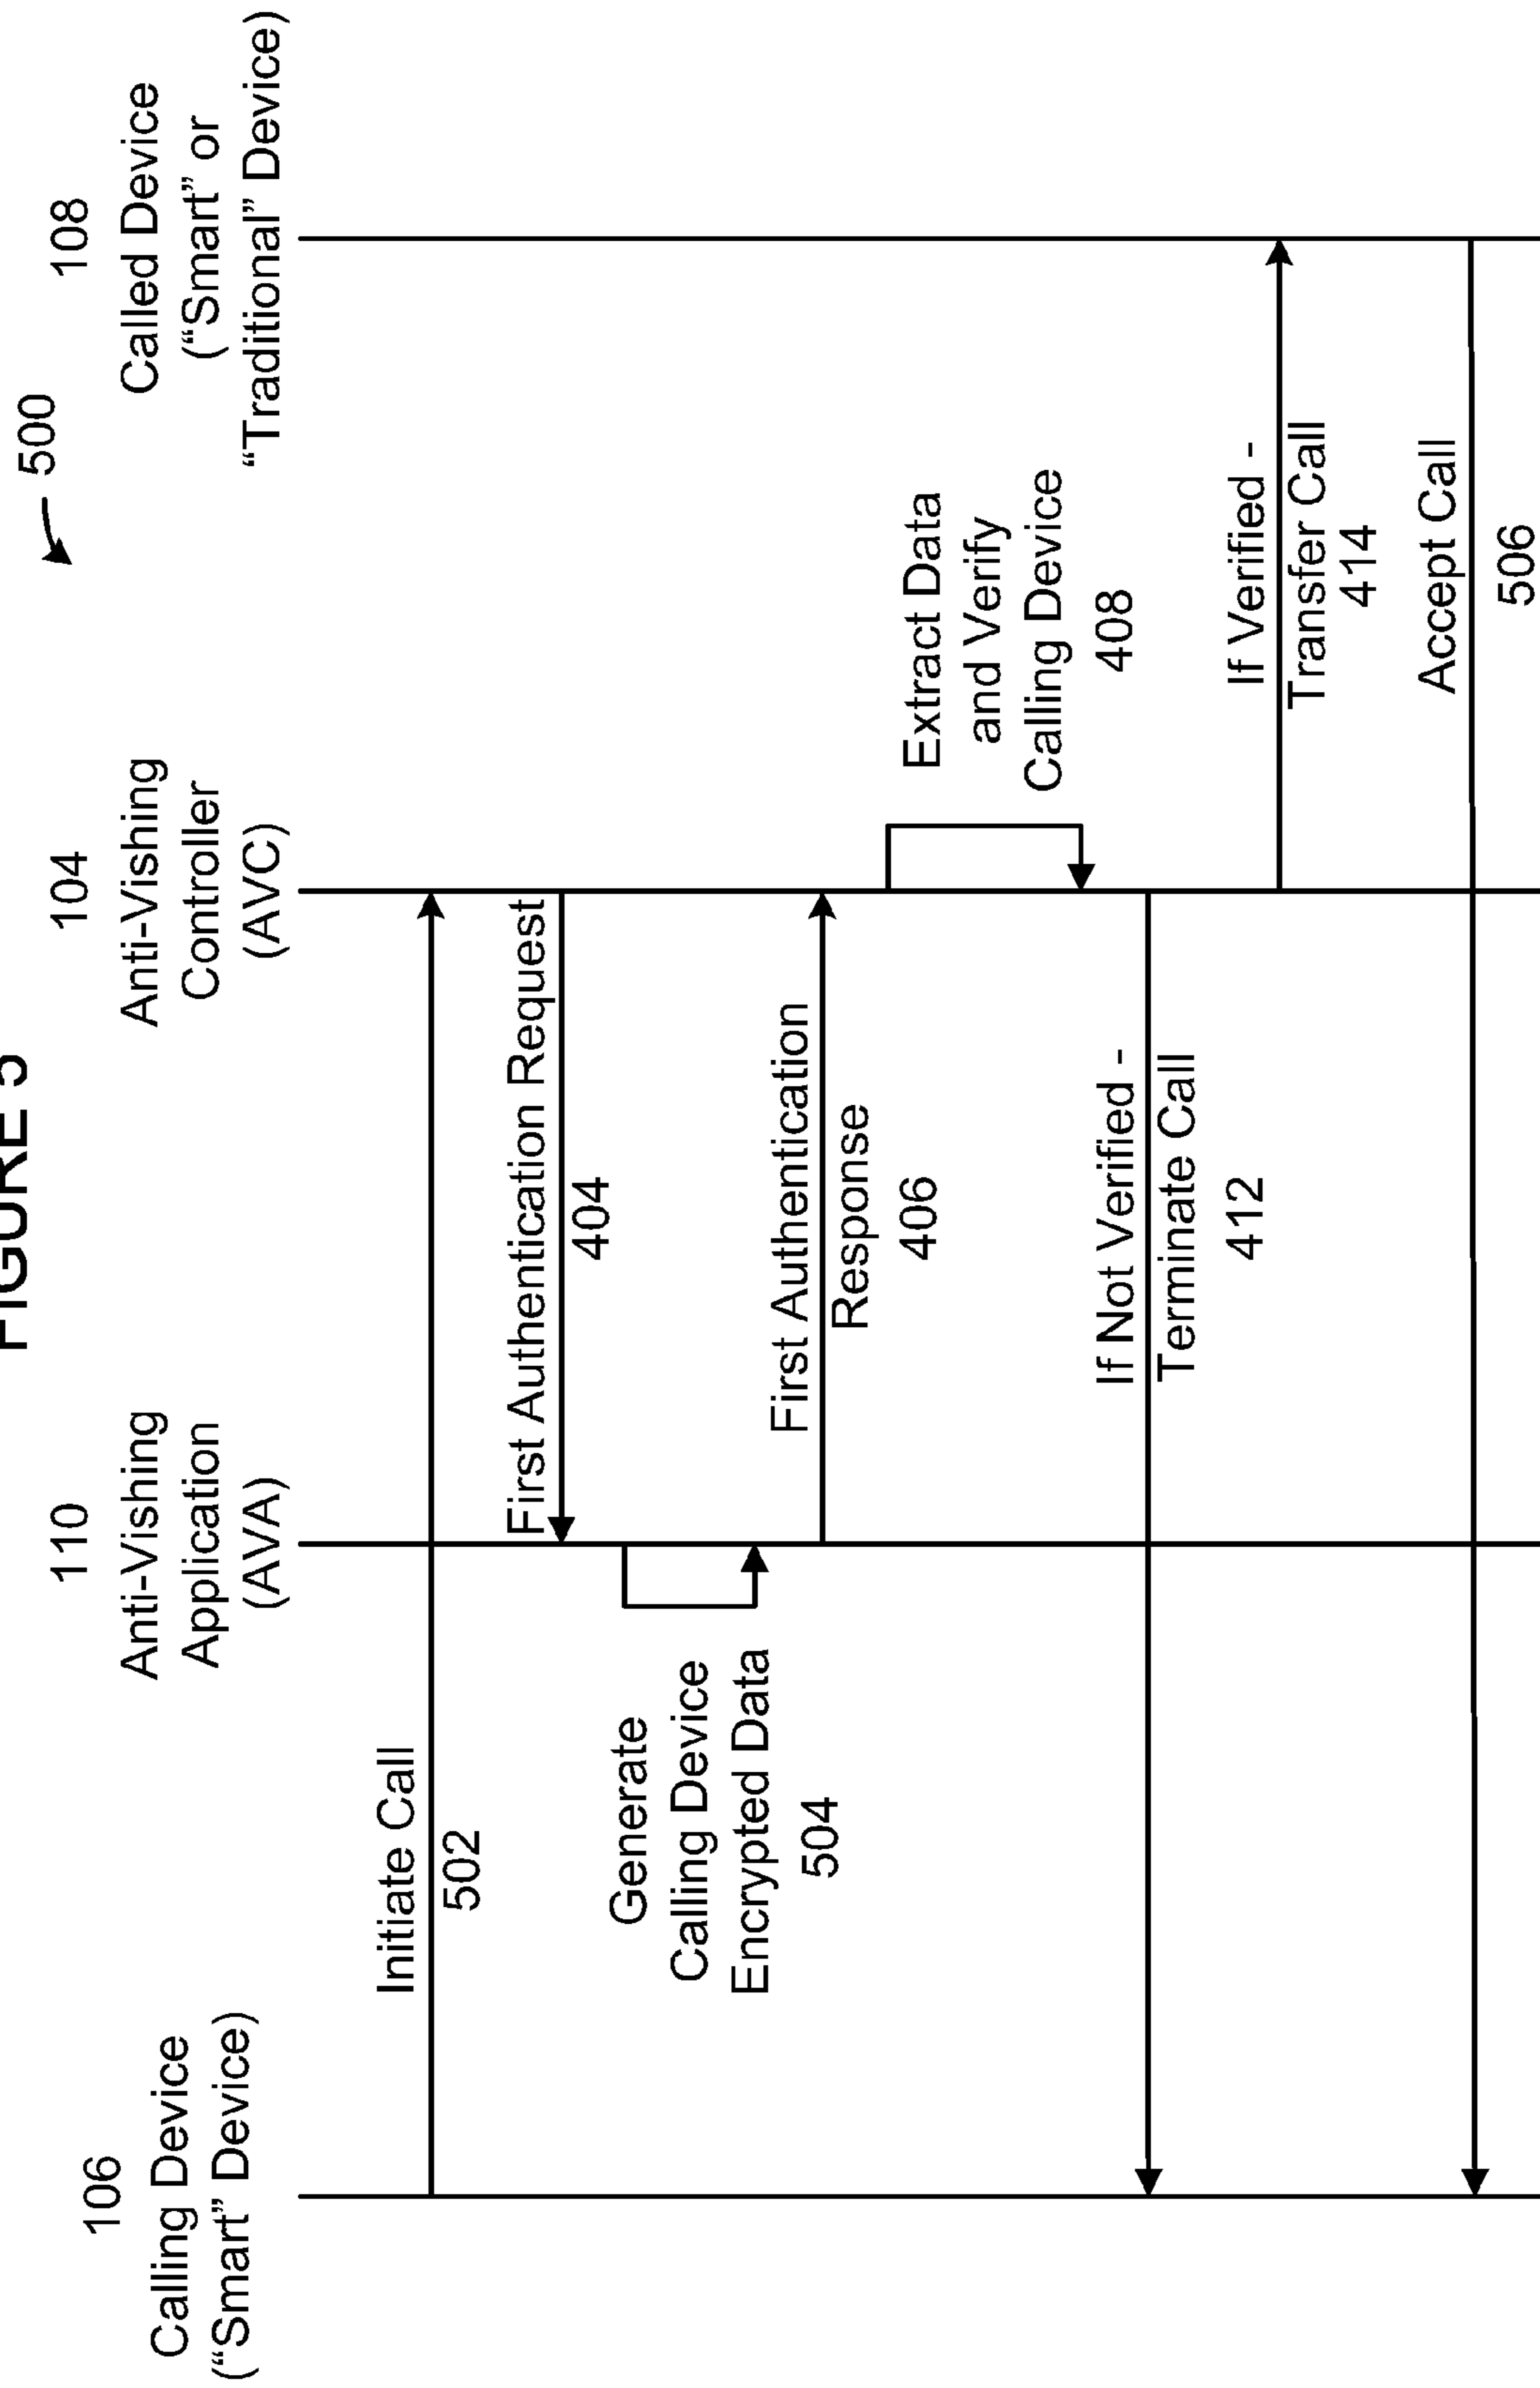 FIGURE 5
500
106
Calling Device
(“Smart” Device)
110
Anti-Vishing
Application
(AVA)
104
Anti-Vishing
Controller
(AVC)
108
Called Device
(“Smart” or
“Traditional” Device)
Initiate Call
502
First Authentication Request
404
Generate
Calling Device
Encrypted Data
504
First Authentication
Response
406
Extract Data
and Verify
Calling Device
408
If Not Verified -
Terminate Call
412
If Verified -
Transfer Call
414
Accept Call
506